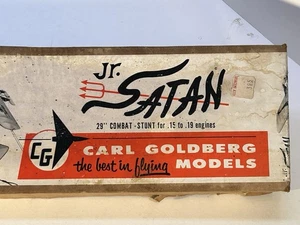 Jr.
SATAN
29" COMBAT - STUNT for .15 to .19 engines
CG
CARL GOLDBERG
the best in flying MODELS